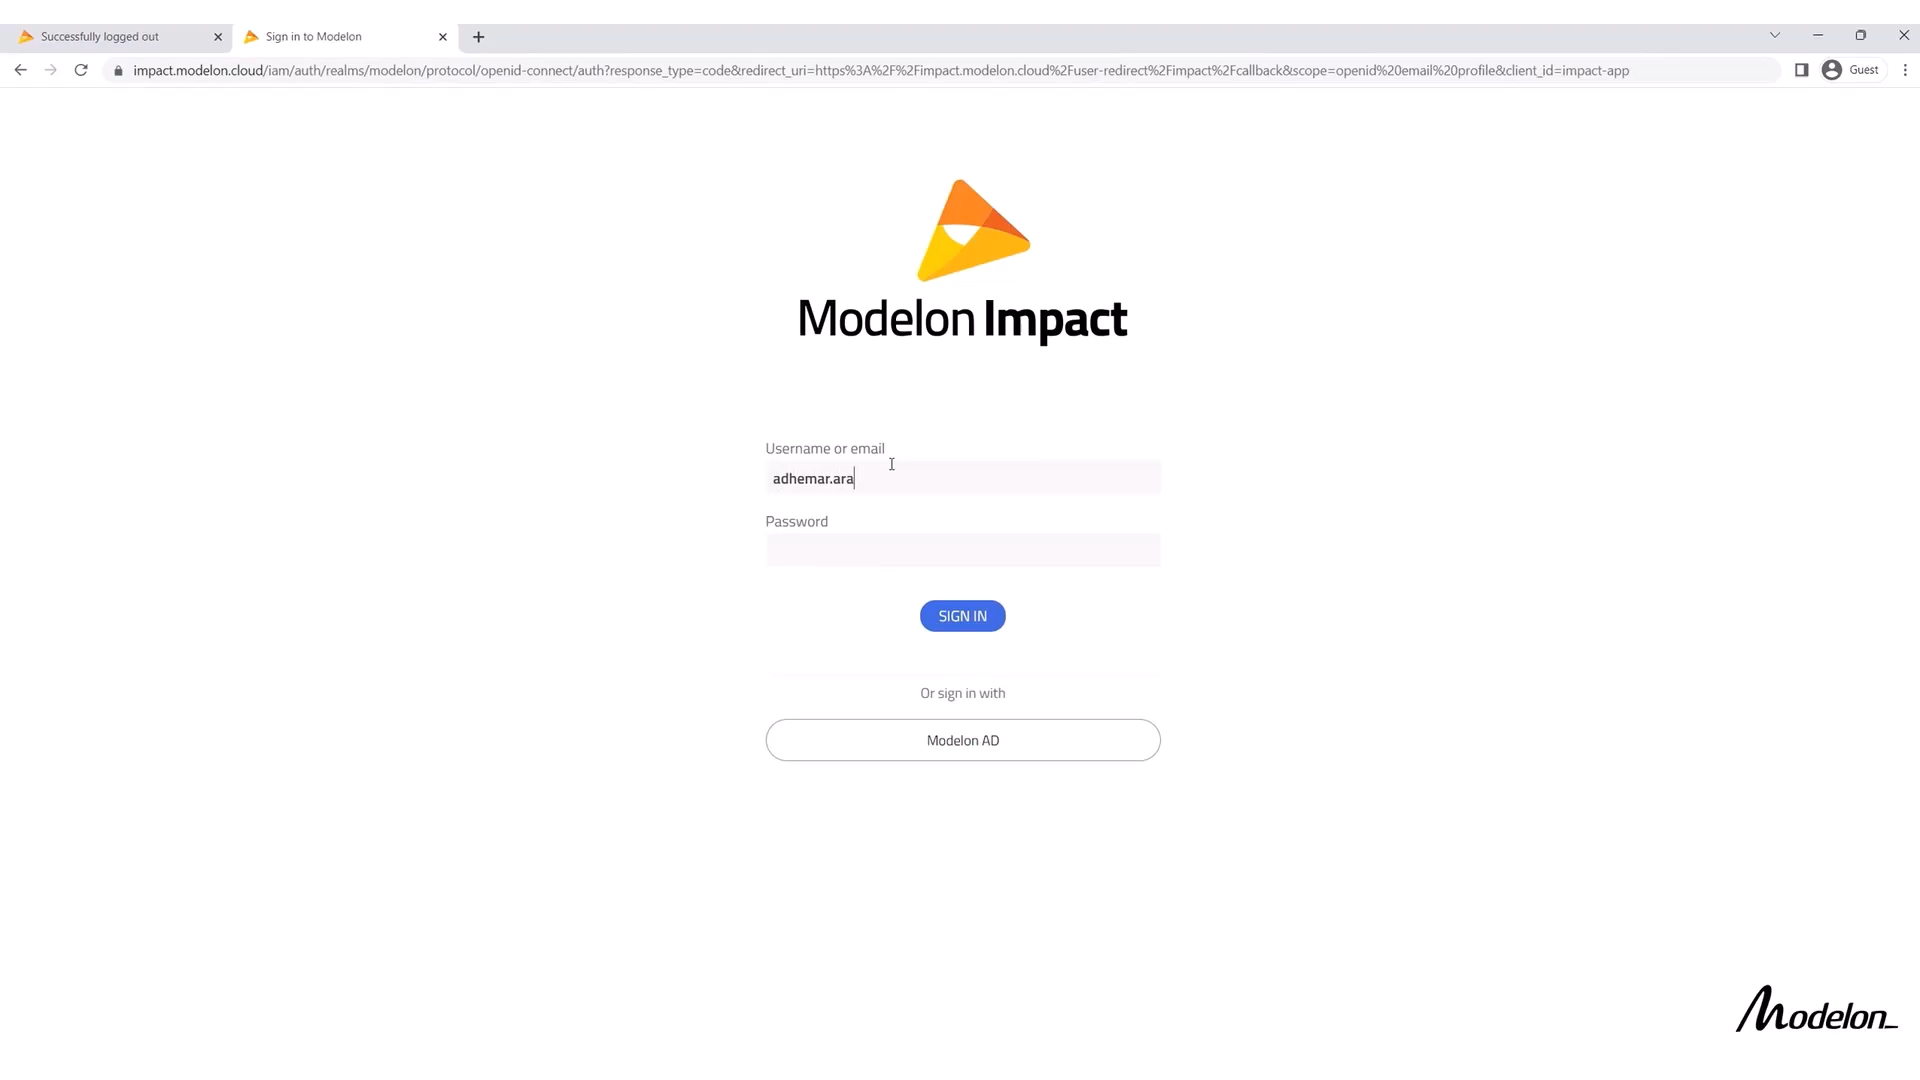 Successfully logged out
Sign in to Modelon
impact.modelon.cloud/iam/auth/realms/modelon/protocol/openid-connect/auth?response_type=code&redirect_uri=https%3A%2F%2Fimpact.modelon.cloud%2Fuser-redirect%2Fimpact%2Fcallback&scope=openid%20email%20profile&client_id=impact-app
Guest
Modelon Impact
Username or email
adhemar.ara
Password
SIGN IN
Or sign in with
Modelon AD
Modelon